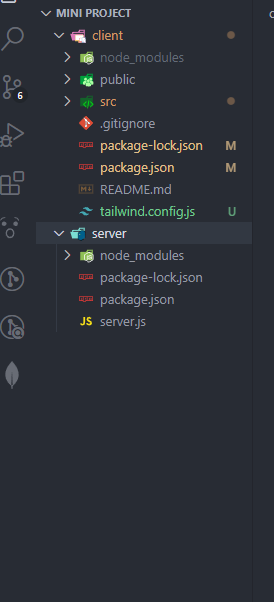 MINI PROJECT
client
node_modules
public
src
.gitignore
package-lock.json M
package.json M
README.md
tailwind.config.js U
server
node_modules
package-lock.json
package.json
JS server.js
6